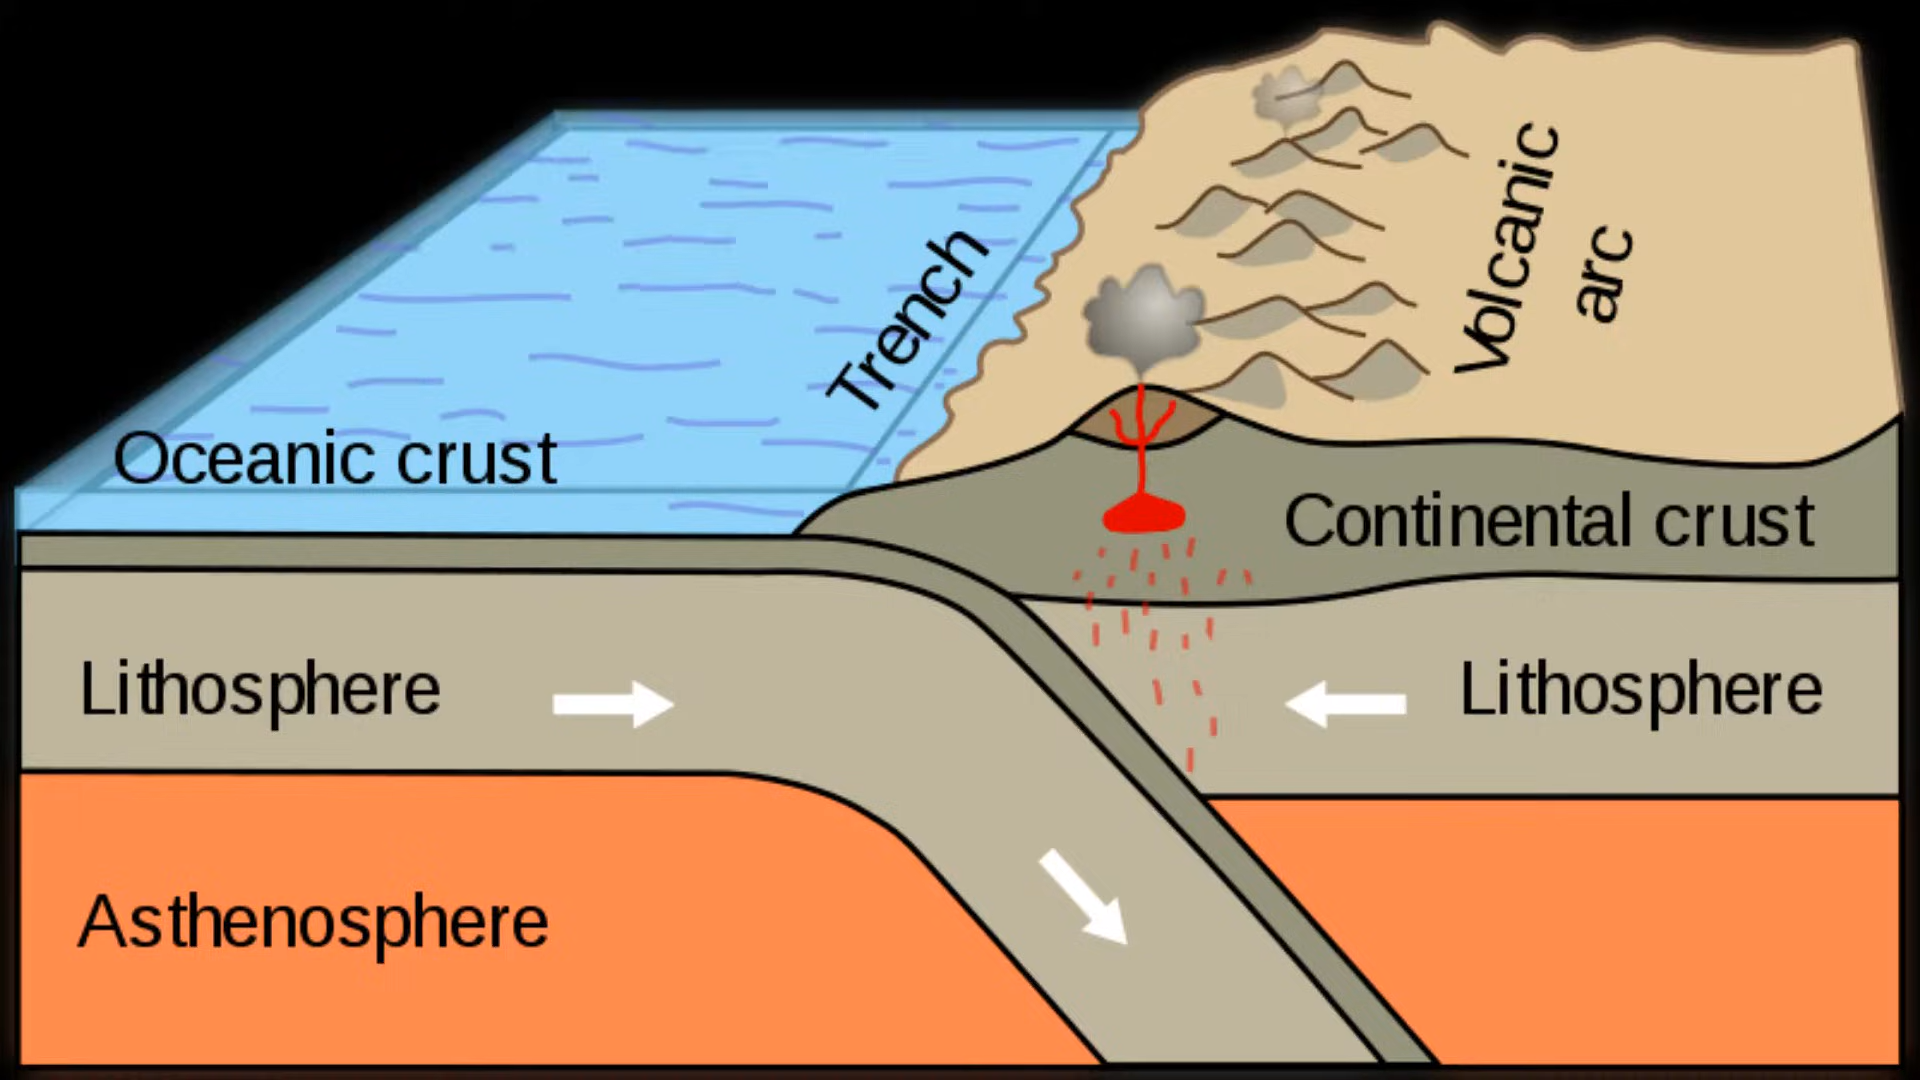 Volcanic
arc
Trench
Oceanic crust
Continental crust
Lithosphere
Lithosphere
Asthenosphere